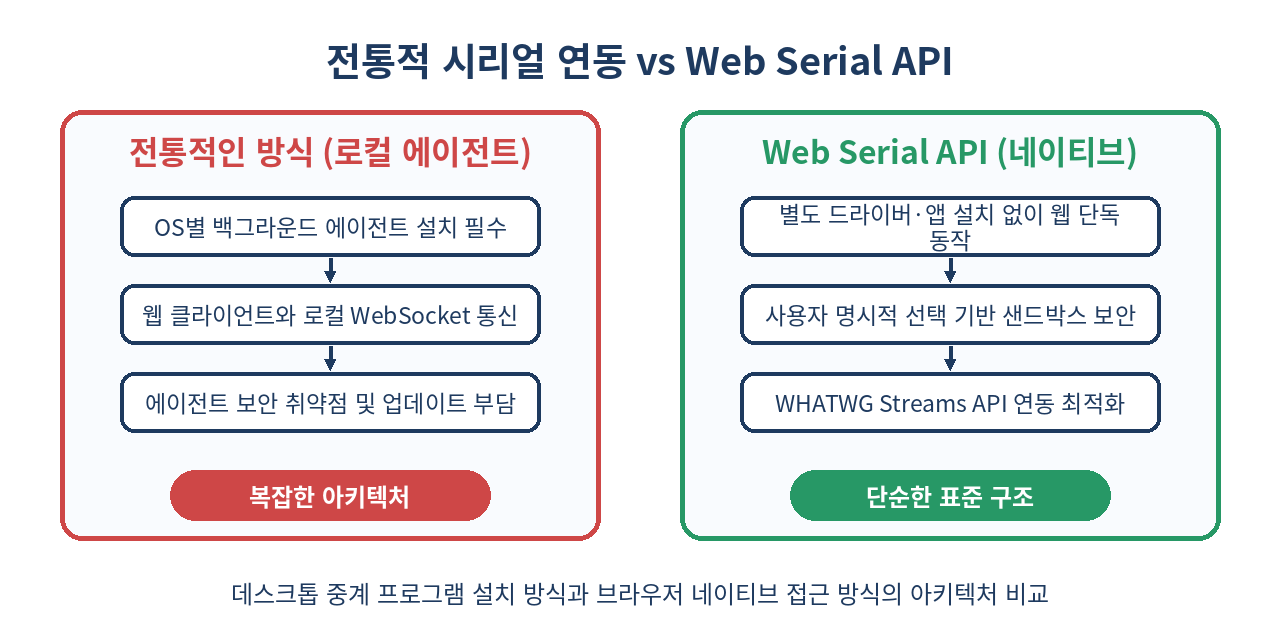 전통적 시리얼 연동 vs Web Serial API
전통적인 방식 (로컬 에이전트)
OS별 백그라운드 에이전트 설치 필수
웹 클라이언트와 로컬 WebSocket 통신
에이전트 보안 취약점 및 업데이트 부담
복잡한 아키텍처
Web Serial API (네이티브)
별도 드라이버·앱 설치 없이 웹 단독
동작
사용자 명시적 선택 기반 샌드박스 보안
WHATWG Streams API 연동 최적화
단순한 표준 구조
데스크톱 중계 프로그램 설치 방식과 브라우저 네이티브 접근 방식의 아키텍처 비교